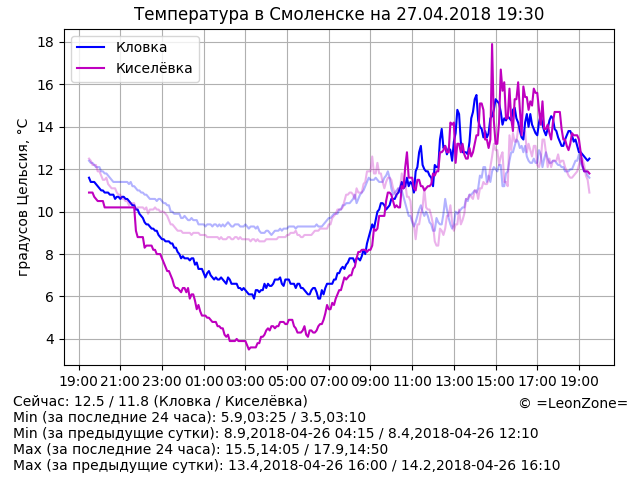 Температура в Смоленске на 27.04.2018 19:30
Кловка
Киселёвка
градусов Цельсия, °C
18
16
14
12
10
8
6
4
19:00 21:00 23:00 01:00 03:00 05:00 07:00 09:00 11:00 13:00 15:00 17:00 19:00
Сейчас: 12.5 / 11.8 (Кловка / Киселёвка)
© =LeonZone=
Min (за последние 24 часа): 5.9,03:25 / 3.5,03:10
Min (за предыдущие сутки): 8.9,2018-04-26 04:15 / 8.4,2018-04-26 12:10
Max (за последние 24 часа): 15.5,14:05 / 17.9,14:50
Max (за предыдущие сутки): 13.4,2018-04-26 16:00 / 14.2,2018-04-26 16:10